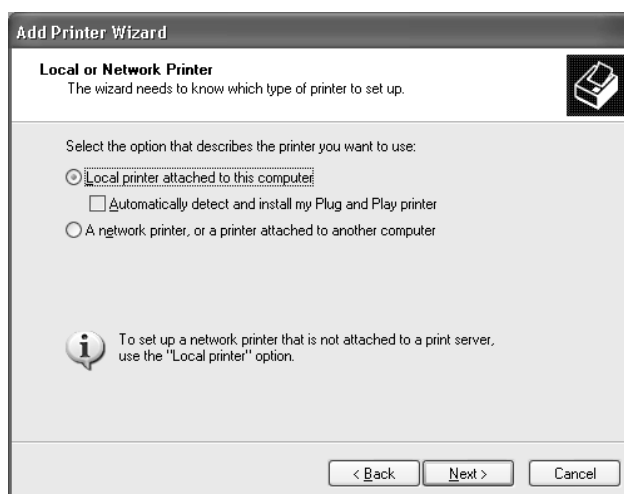 Add Printer Wizard
Local or Network Printer
The wizard needs to know which type of printer to set up.
Select the option that describes the printer you want to use:
Local printer attached to this computer
Automatically detect and install my Plug and Play printer
A network printer, or a printer attached to another computer
To set up a network printer that is not attached to a print server,
use the "Local printer" option.
< Back
Next >
Cancel